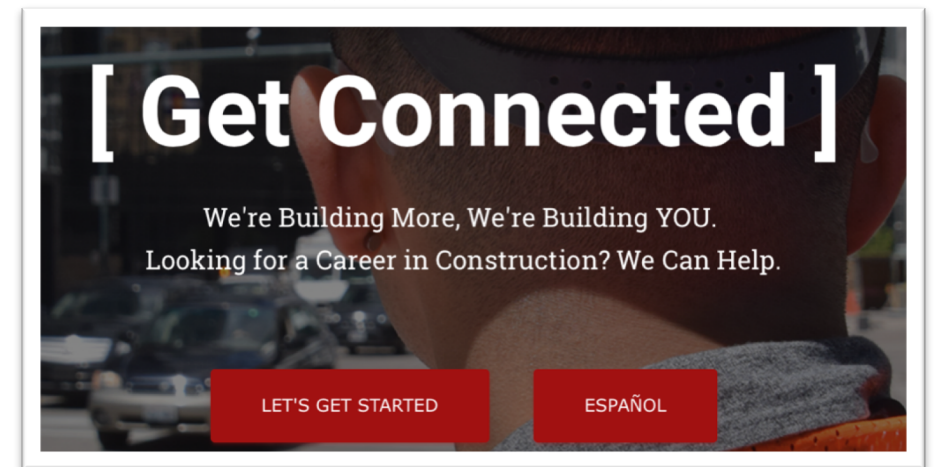 [ Get Connected ]
We're Building More, We're Building YOU.
Looking for a Career in Construction? We Can Help.
LET'S GET STARTED
ESPAÑOL